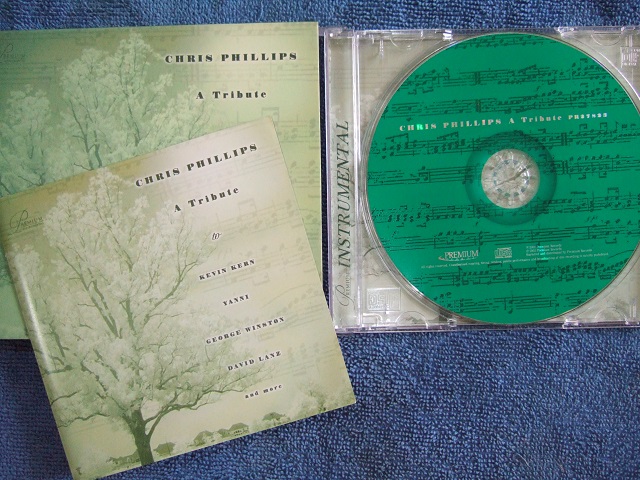 CHRIS PHILLIPS
A Tribute
CHRIS PHILLIPS
A Tribute
to
KEVIN KERN
YANNI
GEORGE WINSTON
DAVID LANZ
and more
INSTRUMENTAL
CHRIS PHILLIPS A Tribute
PREMIUM